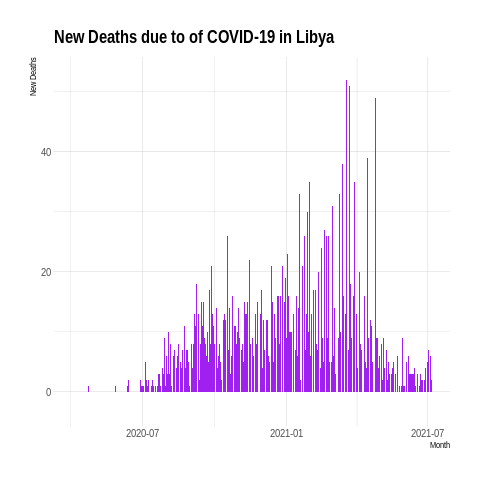 New Deaths due to of COVID-19 in Libya
New Deaths
40
20
0
2020-07
2021-01
2021-07
Month